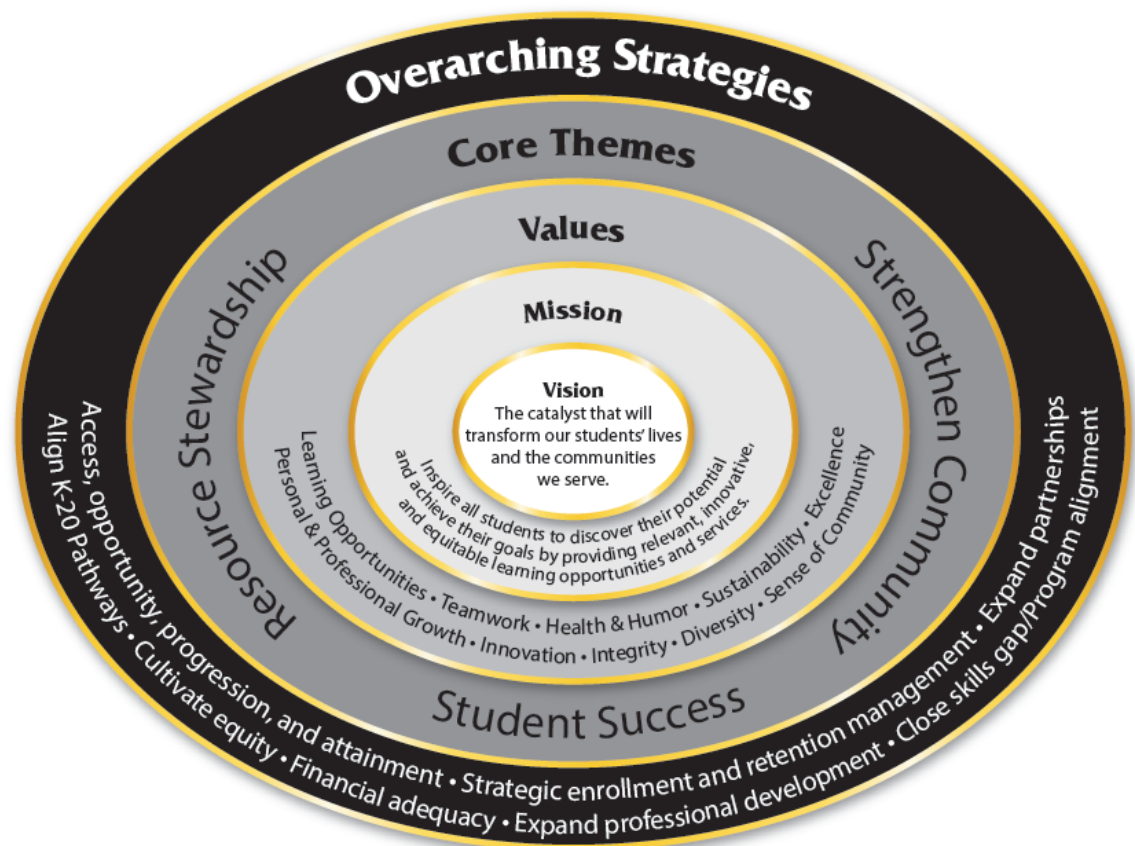 Overarching Strategies
Core Themes
Values
Mission
Vision
The catalyst that will
transform our students' lives
and the communities
we serve.
Inspire all students to discover their potential
and achieve their goals by providing relevant, innovative,
and equitable learning opportunities and services.
Learning Opportunities • Teamwork • Health & Humor • Sustainability • Excellence
Personal & Professional Growth • Innovation • Integrity • Diversity • Sense of Community
Resource Stewardship
Student Success
Strengthen Community
Access, opportunity, progression, and attainment • Strategic enrollment and retention management • Expand partnerships
Align K-20 Pathways • Cultivate equity • Financial adequacy • Expand professional development • Close skills gap/Program alignment